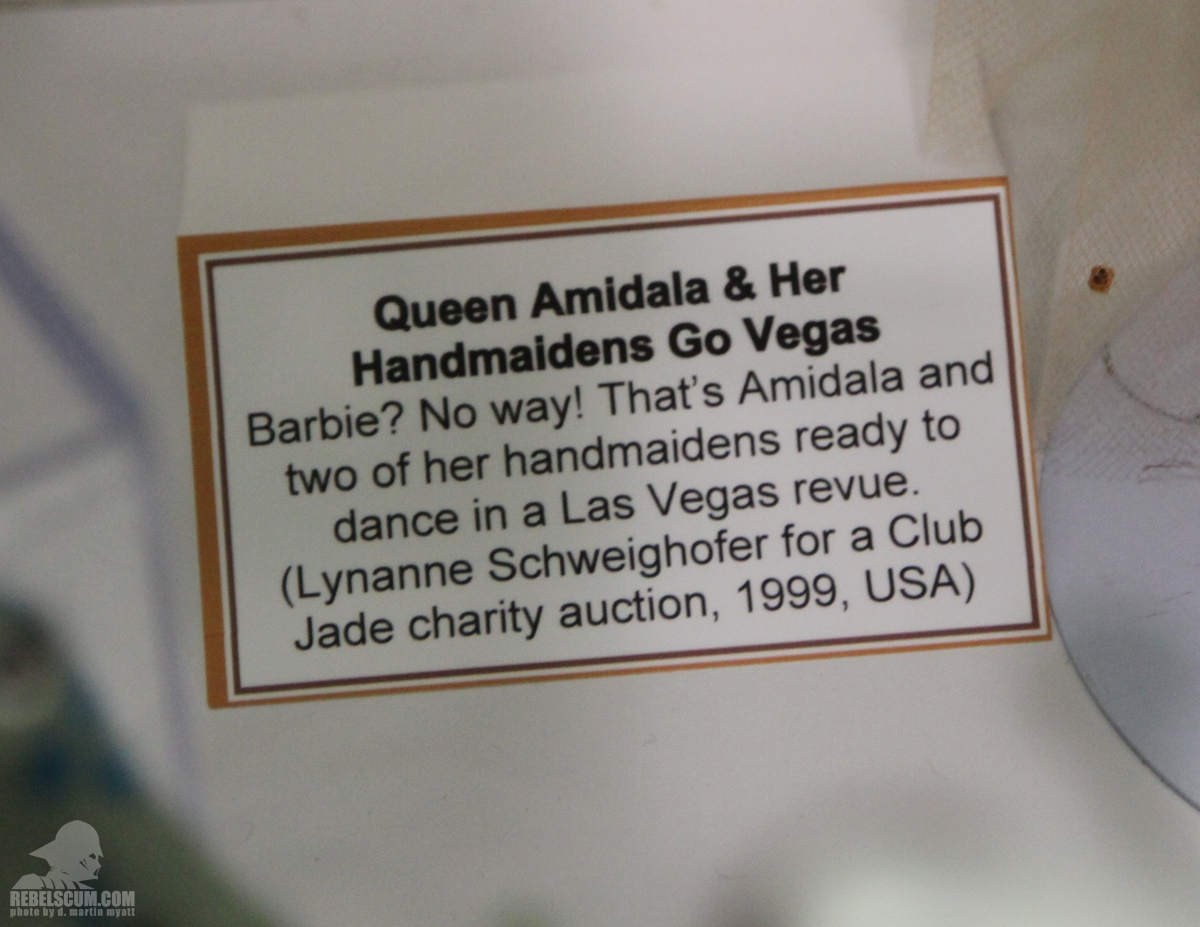 Queen Amidala & Her
Handmaidens Go Vegas
Barbie? No way! That's Amidala and
two of her handmaidens ready to
dance in a Las Vegas revue.
(Lynanne Schweighofer for a Club
Jade charity auction, 1999, USA)
REBELSCUM.COM
photo by d. martin myatt